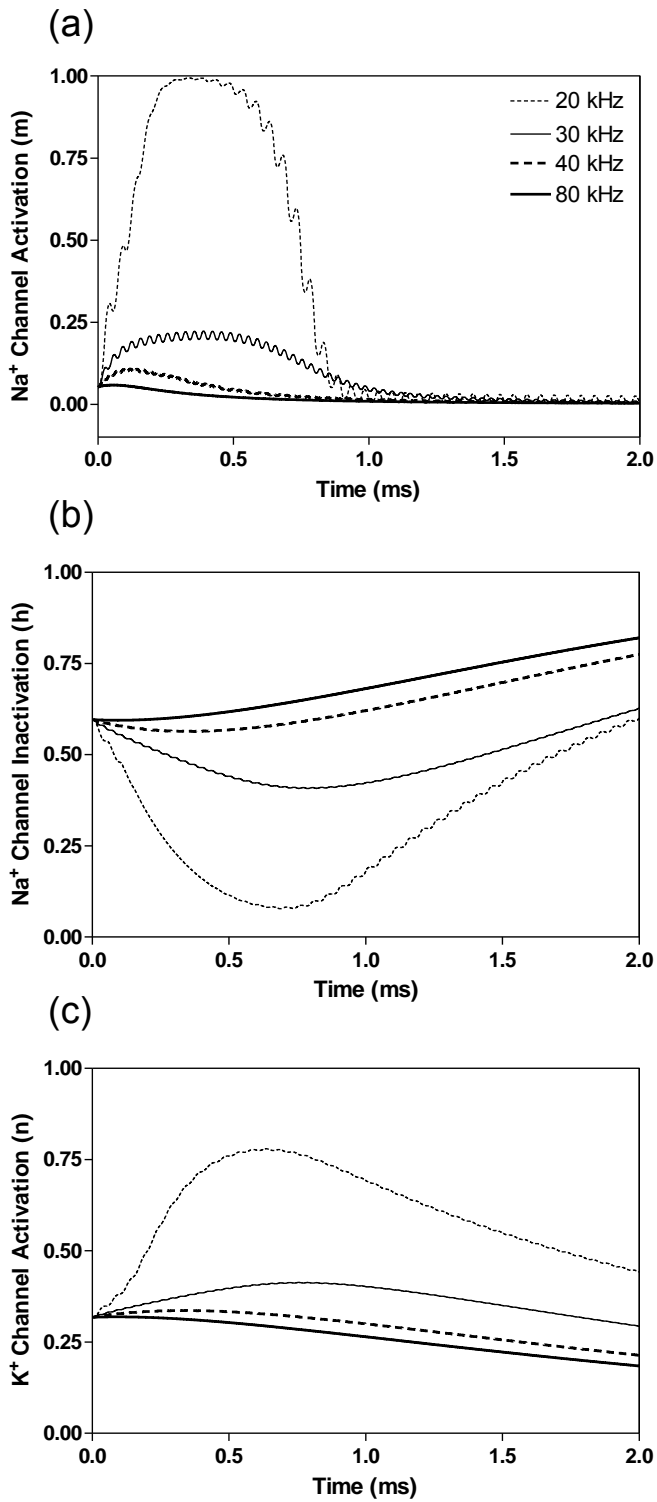 (a)
Na+ Channel Activation (m)
1.00
0.75
0.50
0.25
0.00
20 kHz
30 kHz
40 kHz
80 kHz
0.0 0.5 1.0 1.5 2.0
Time (ms)
(b)
Na+ Channel Inactivation (h)
1.00
0.75
0.50
0.25
0.00
0.0 0.5 1.0 1.5 2.0
Time (ms)
(c)
K+ Channel Activation (n)
1.00
0.75
0.50
0.25
0.00
0.0 0.5 1.0 1.5 2.0
Time (ms)